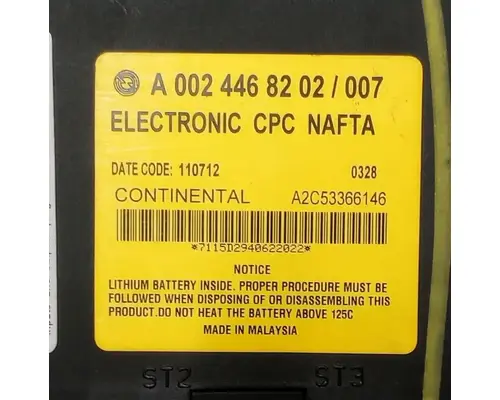 A 002 446 82 02 / 007
ELECTRONIC CPC NAFTA
DATE CODE: 110712 0328
CONTINENTAL A2C53366146
*7115D2940622022*
NOTICE
LITHIUM BATTERY INSIDE. PROPER PROCEDURE MUST BE
FOLLOWED WHEN DISPOSING OF OR DISASSEMBLING THIS
PRODUCT.DO NOT HEAT THE BATTERY ABOVE 125C
MADE IN MALAYSIA
ST2 ST3